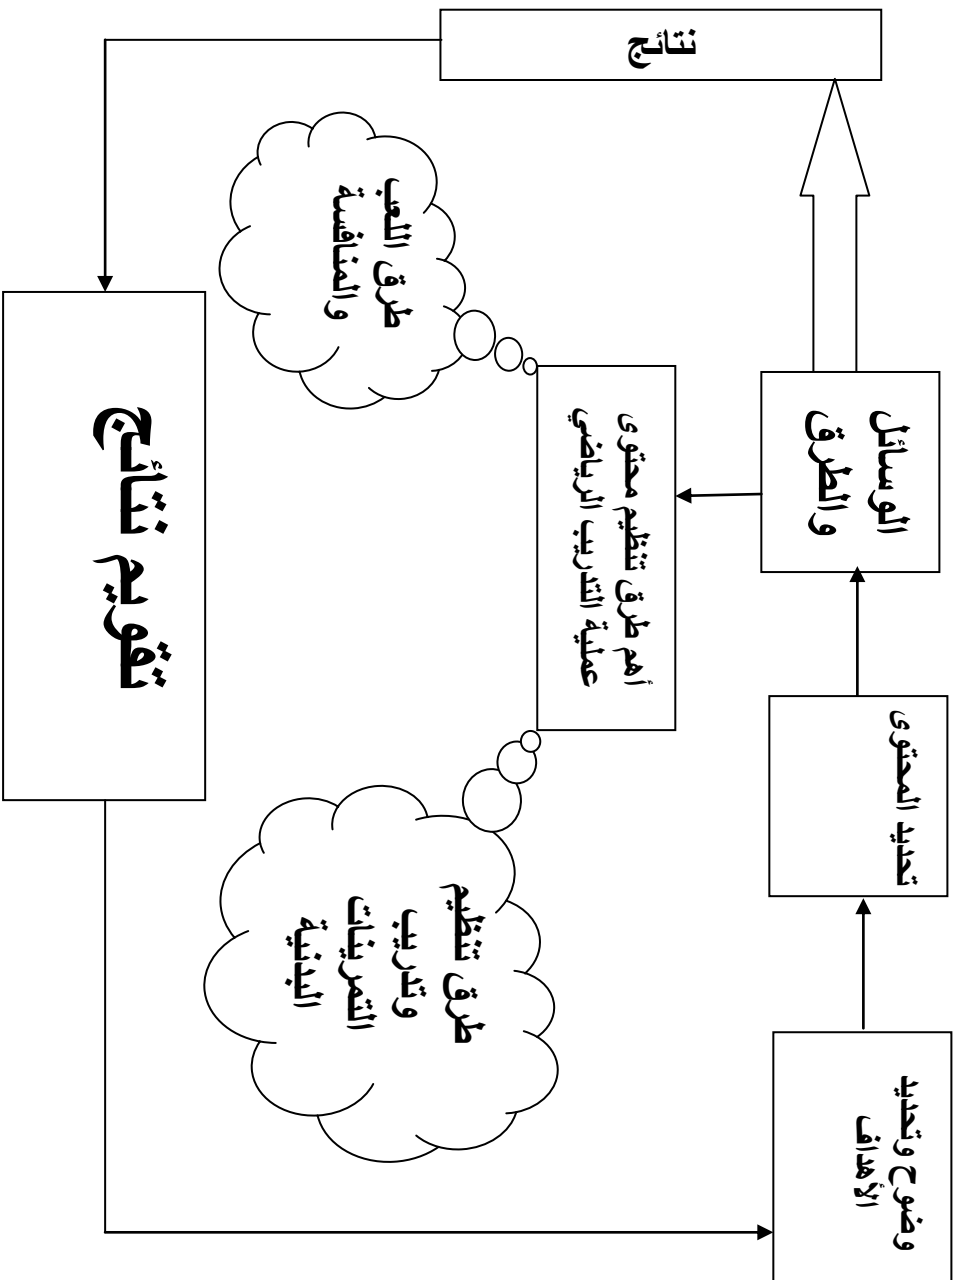 وضوح وتحديد
الأهداف
تحديد المحتوى
الوسائل
والطرق
نتائج
أهم طرق تنظيم محتوى
عملية التدريب الرياضي
طرق تنظيم
وتدريب
التمرينات
البدنية
طرق اللعب
والمنافسة
تقويم نتائج